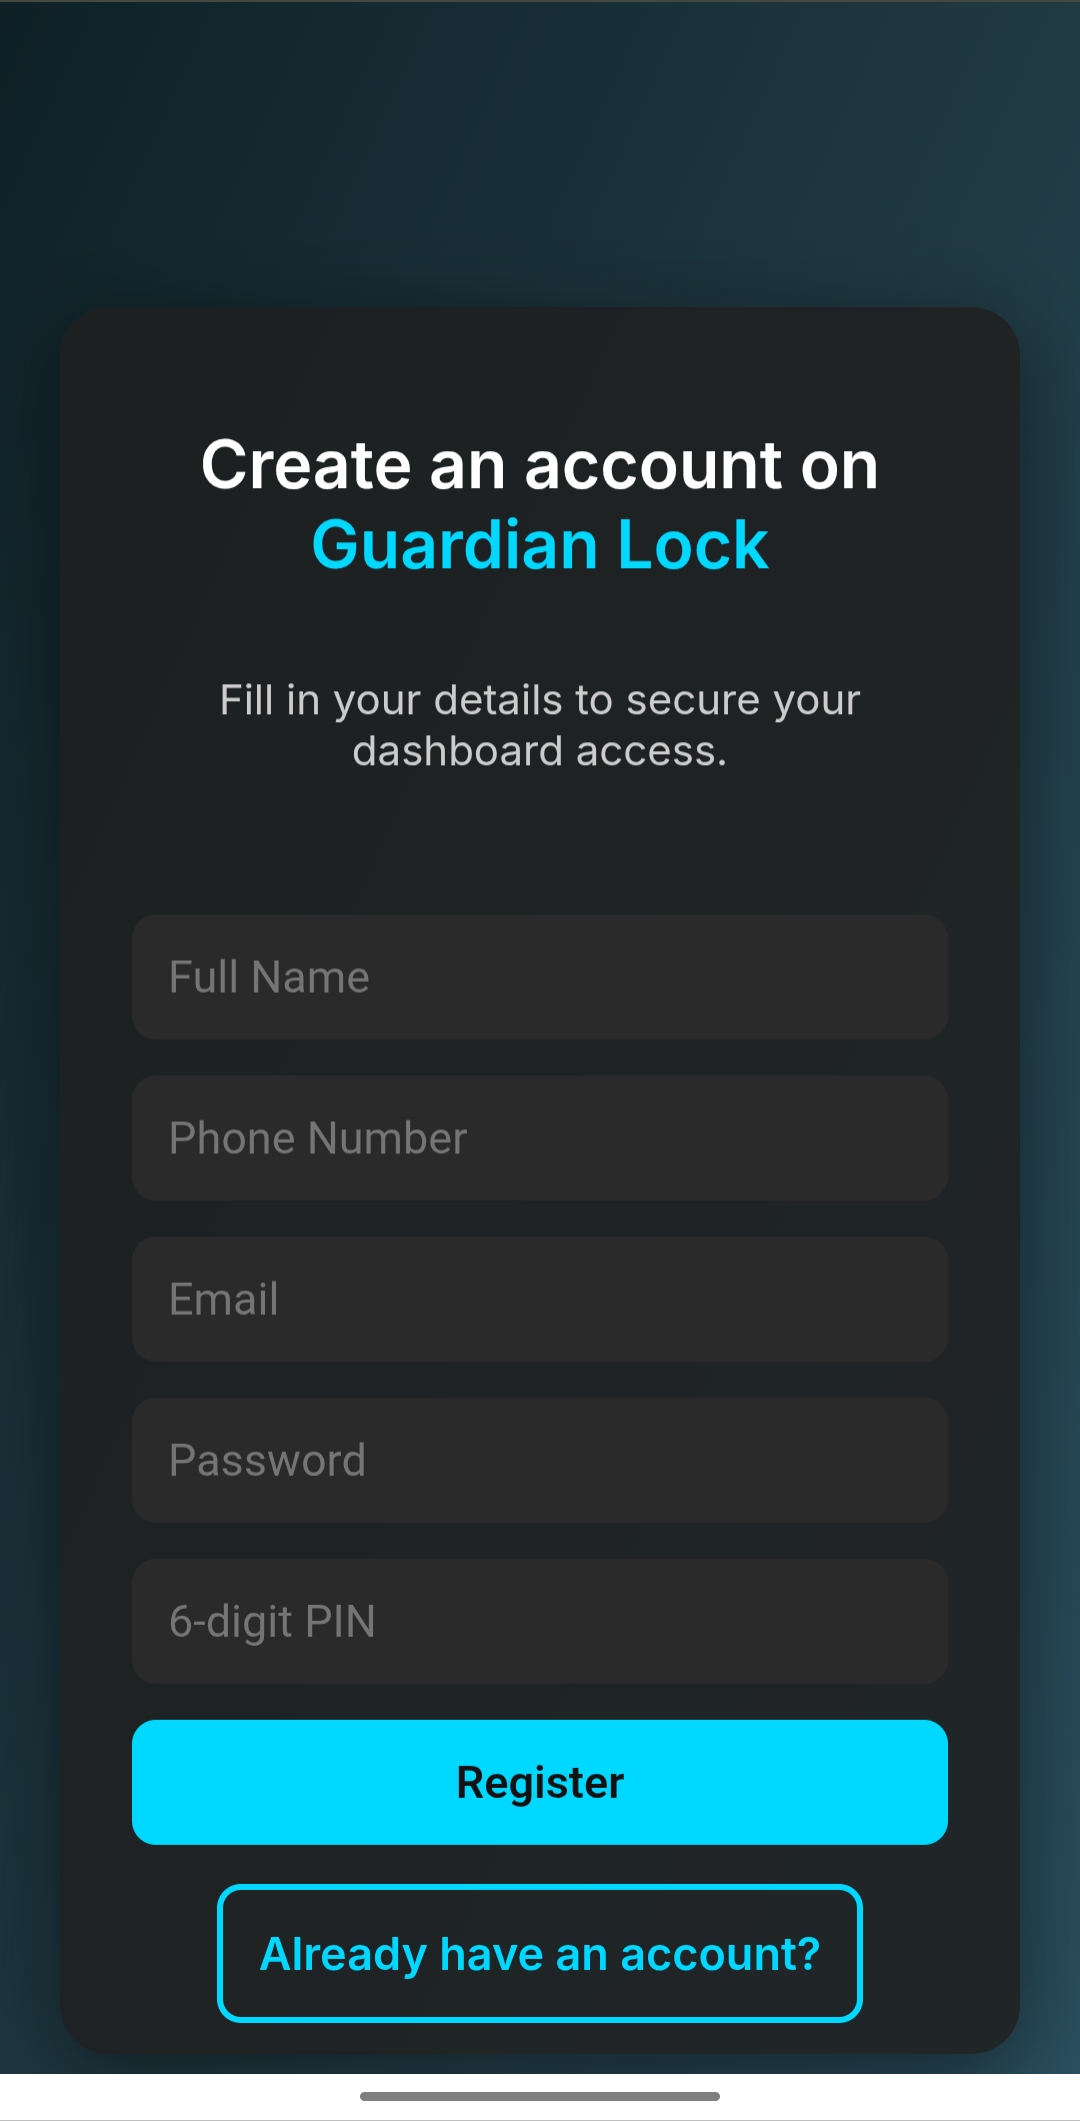 Create an account on
Guardian Lock
Fill in your details to secure your
dashboard access.
Full Name
Phone Number
Email
Password
6-digit PIN
Register
Already have an account?